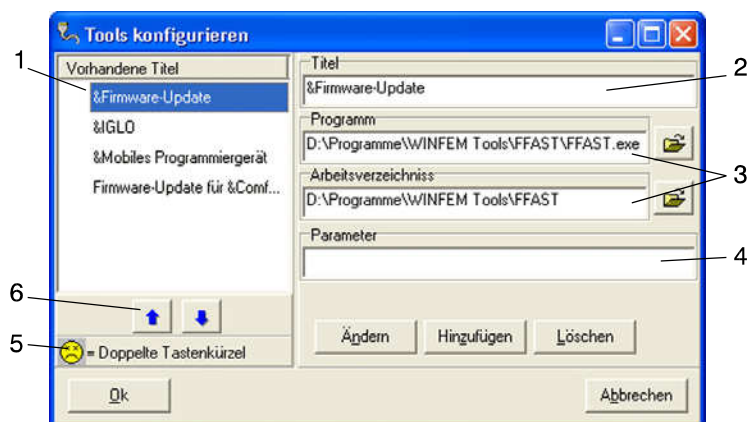 Tools konfigurieren
1
Vorhandene Titel
&Firmware-Update
&IGLO
&Mobiles Programmiergerät
Firmware-Update für &Comf...
6
5
= Doppelte Tastenkürzel
Titel
&Firmware-Update
2
Programm
D:\Programme\WINFEM Tools\FFAST\FFAST.exe
3
Arbeitsverzeichniss
D:\Programme\WINFEM Tools\FFAST
Parameter
4
Ändern Hinzufügen Löschen
Ok Abbrechen